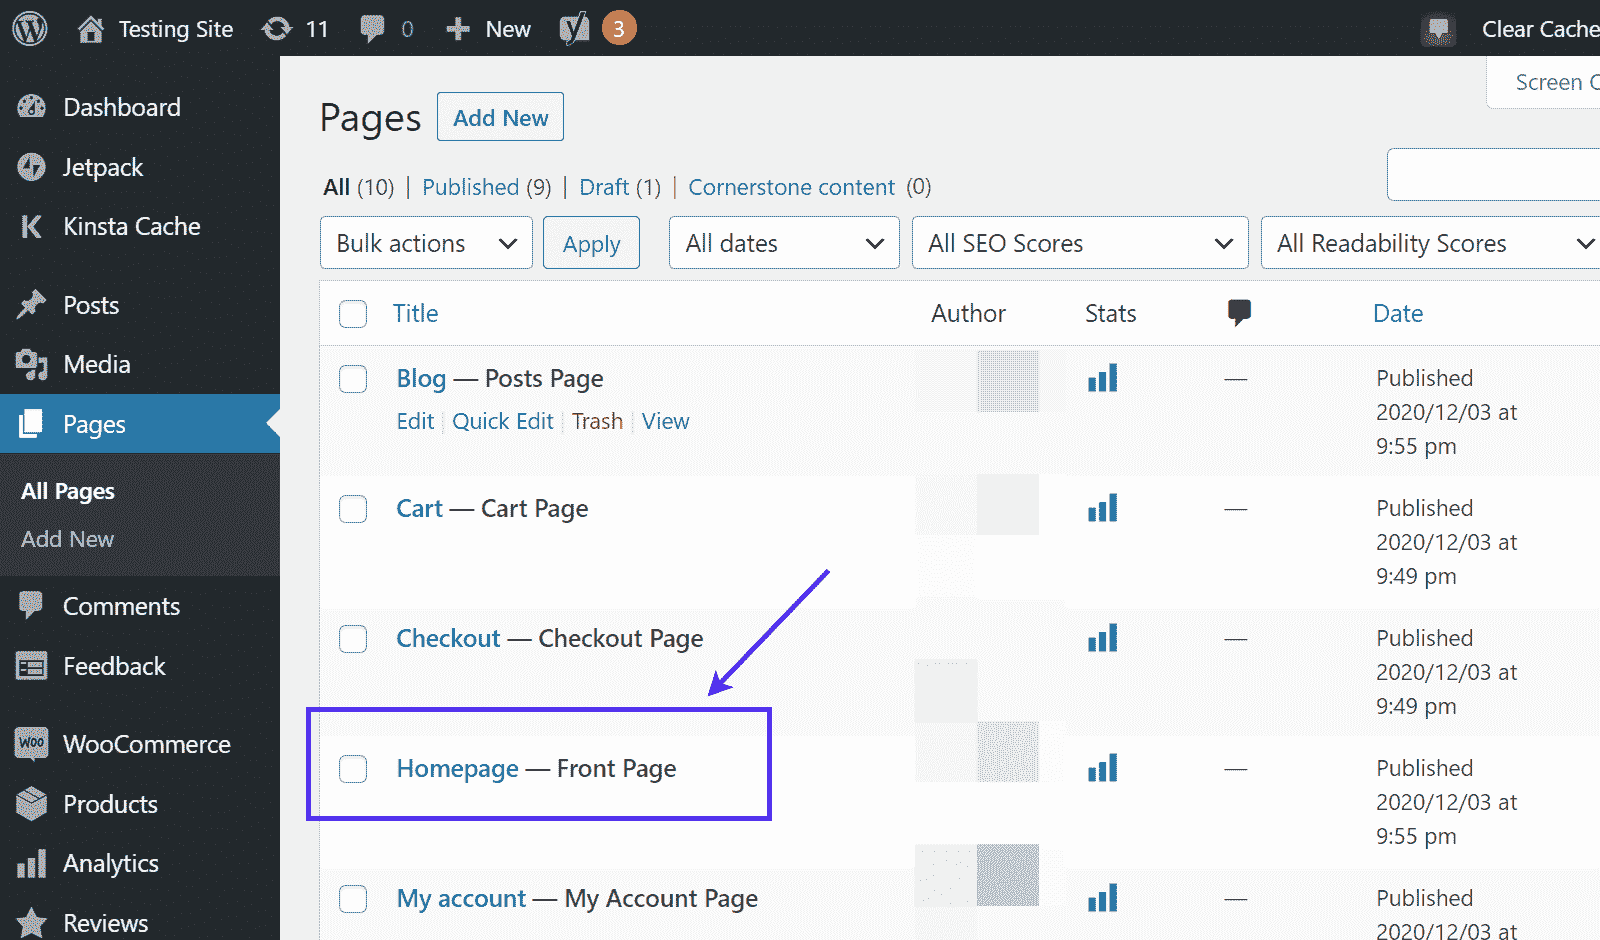 Testing Site 11 0 New 3 Clear Cache
Screen
Dashboard
Jetpack
Kinsta Cache
Posts
Media
Pages
All Pages
Add New
Comments
Feedback
WOO WooCommerce
Products
Analytics
Reviews
Pages Add New
All (10) | Published (9) | Draft (1) | Cornerstone content (0)
Bulk actions Apply All dates All SEO Scores All Readability Scores
Title Author Stats Date
Blog — Posts Page — Published
Edit | Quick Edit | Trash | View 2020/12/03 at
9:55 pm
Cart — Cart Page — Published
2020/12/03 at
9:49 pm
Checkout — Checkout Page — Published
2020/12/03 at
9:49 pm
Homepage — Front Page — Published
2020/12/03 at
9:55 pm
My account — My Account Page — Published
2020/12/03 at